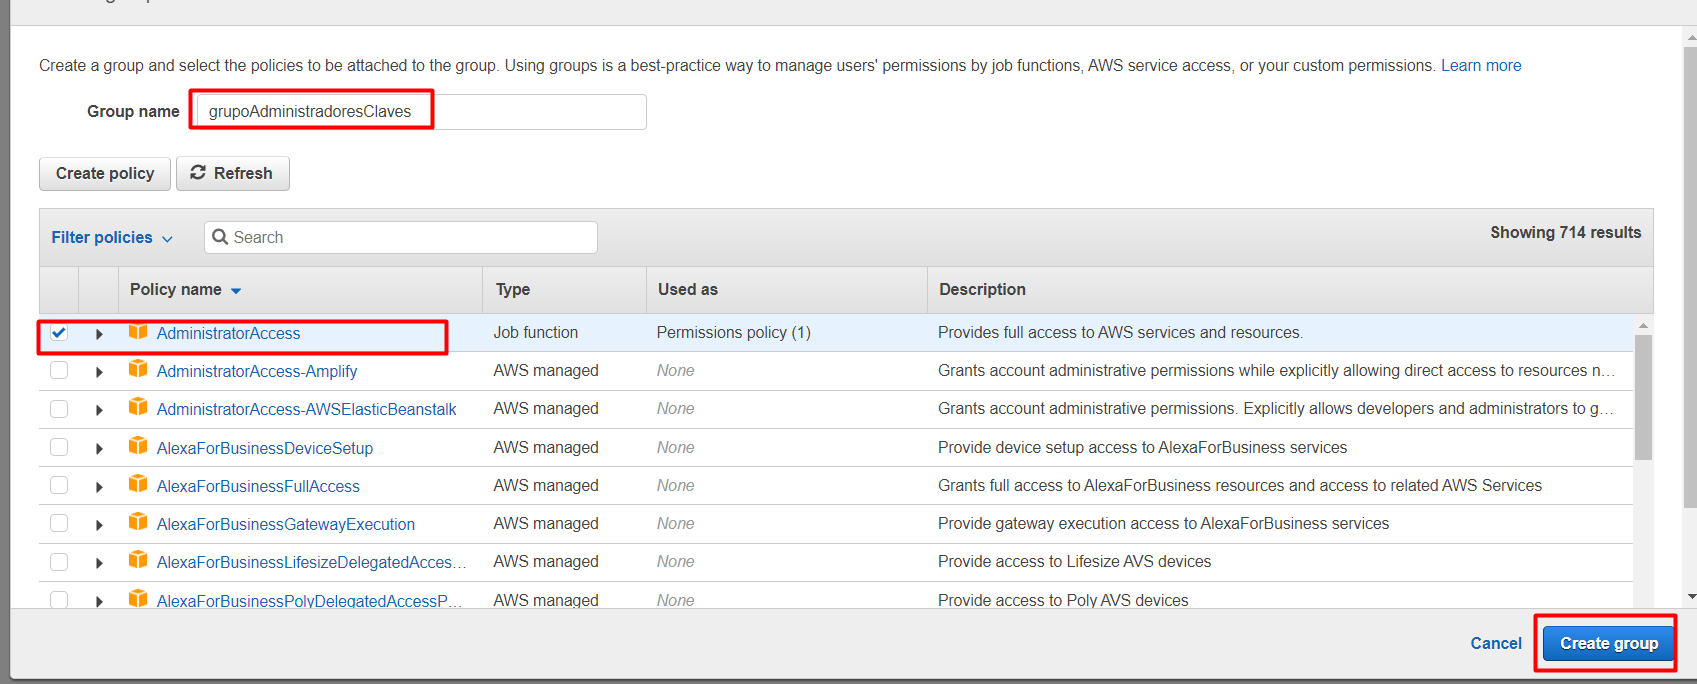 Create a group and select the policies to be attached to the group. Using groups is a best-practice way to manage users' permissions by job functions, AWS service access, or your custom permissions. Learn more
Group name grupoAdministradoresClaves
Create policy Refresh
Filter policies Search Showing 714 results
Policy name Type Used as Description
AdministratorAccess Job function Permissions policy (1) Provides full access to AWS services and resources.
AdministratorAccess-Amplify AWS managed None Grants account administrative permissions while explicitly allowing direct access to resources n...
AdministratorAccess-AWSElasticBeanstalk AWS managed None Grants account administrative permissions. Explicitly allows developers and administrators to g...
AlexaForBusinessDeviceSetup AWS managed None Provide device setup access to AlexaForBusiness services
AlexaForBusinessFullAccess AWS managed None Grants full access to AlexaForBusiness resources and access to related AWS Services
AlexaForBusinessGatewayExecution AWS managed None Provide gateway execution access to AlexaForBusiness services
AlexaForBusinessLifesizeDelegatedAcces... AWS managed None Provide access to Lifesize AVS devices
AlexaForBusinessPolyDelegatedAccessP... AWS managed None Provide access to Poly AVS devices
Cancel Create group